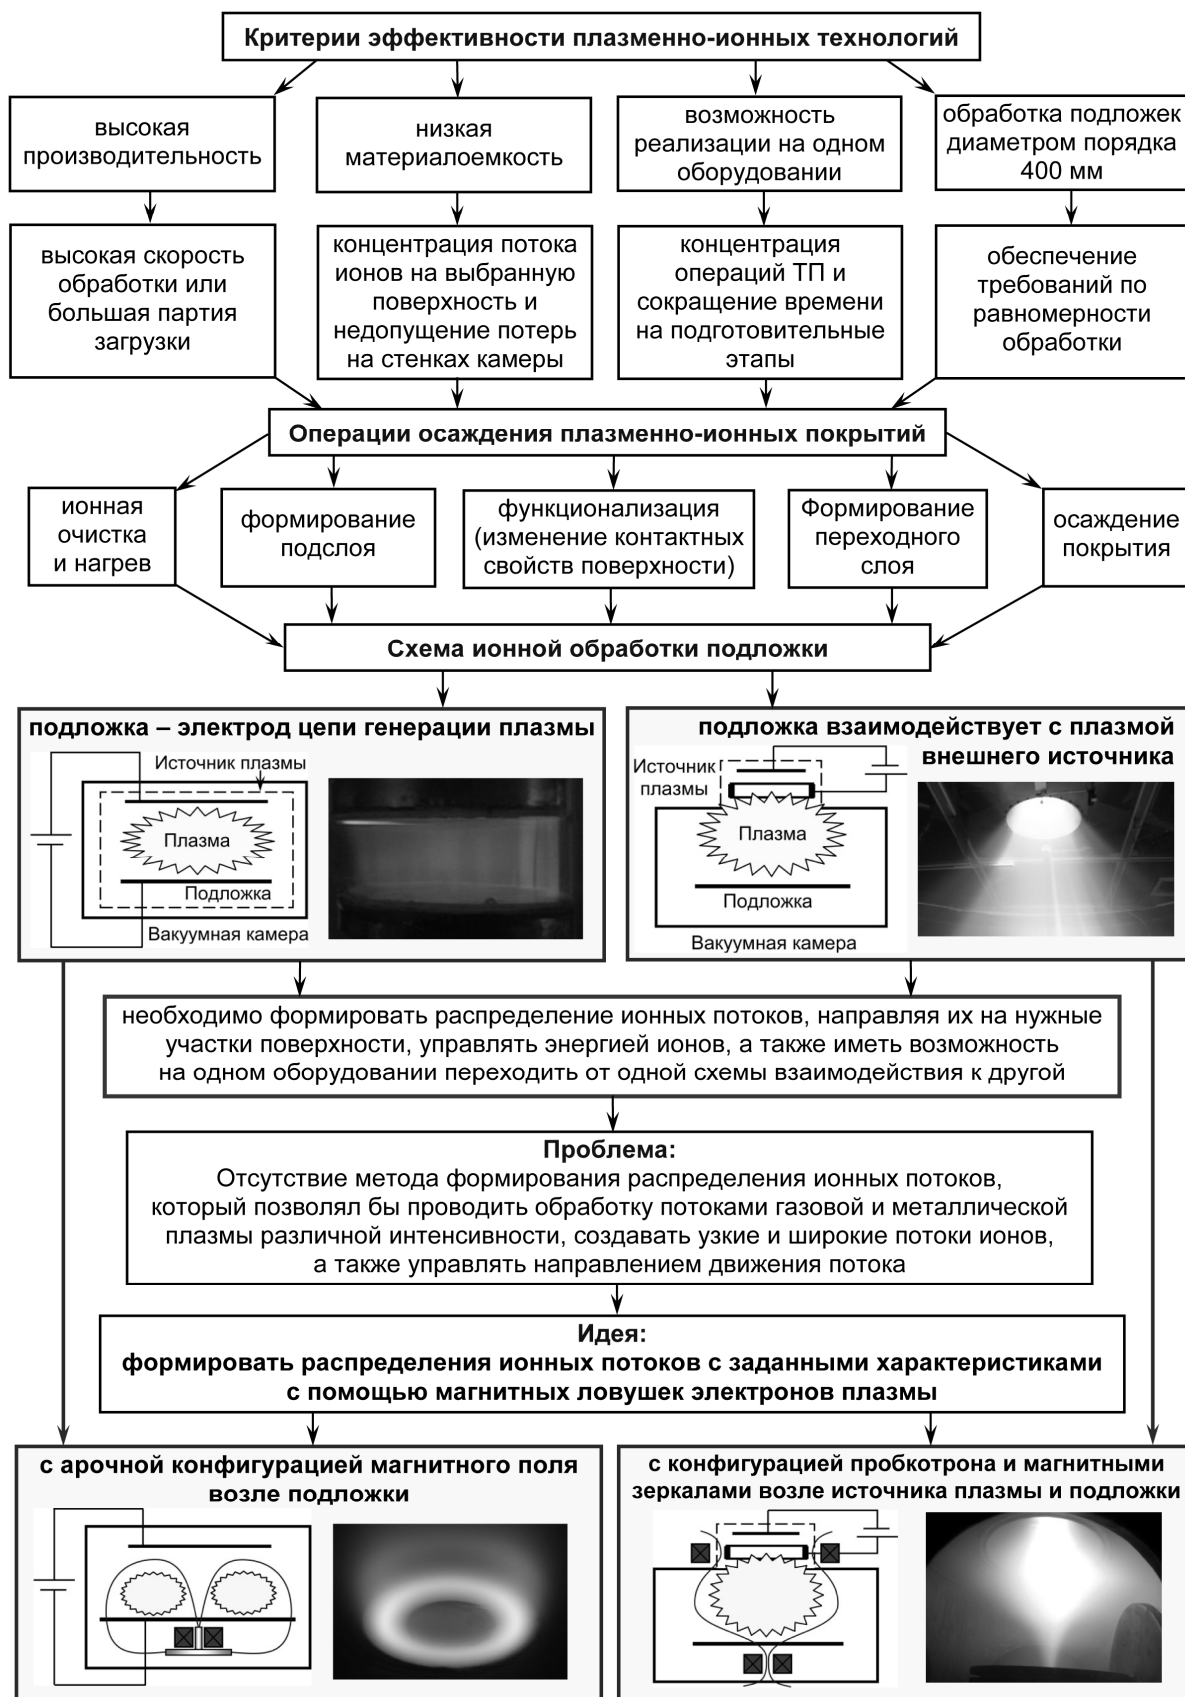 Критерии эффективности плазменно-ионных технологий
высокая
производительность
низкая
материалоемкость
возможность
реализации на одном
оборудовании
обработка подложек
диаметром порядка
400 мм
высокая скорость
обработки или
большая партия
загрузки
концентрация потока
ионов на выбранную
поверхность и
недопущение потерь
на стенках камеры
концентрация
операций ТП и
сокращение времени
на подготовительные
этапы
обеспечение
требований по
равномерности
обработки
Операции осаждения плазменно-ионных покрытий
ионная
очистка
и нагрев
формирование
подслоя
функционализация
(изменение контактных
свойств поверхности)
Формирование
переходного
слоя
осаждение
покрытия
Схема ионной обработки подложки
подложка – электрод цепи генерации плазмы
Источник плазмы
Плазма
Подложка
Вакуумная камера
подложка взаимодействует с плазмой
внешнего источника
Источник
плазмы
Плазма
Подложка
Вакуумная камера
необходимо формировать распределение ионных потоков, направляя их на нужные
участки поверхности, управлять энергией ионов, а также иметь возможность
на одном оборудовании переходить от одной схемы взаимодействия к другой
Проблема:
Отсутствие метода формирования распределения ионных потоков,
который позволял бы проводить обработку потоками газовой и металлической
плазмы различной интенсивности, создавать узкие и широкие потоки ионов,
а также управлять направлением движения потока
Идея:
формировать распределения ионных потоков с заданными характеристиками
с помощью магнитных ловушек электронов плазмы
с арочной конфигурацией магнитного поля
возле подложки
с конфигурацией пробкотрона и магнитными
зеркалами возле источника плазмы и подложки